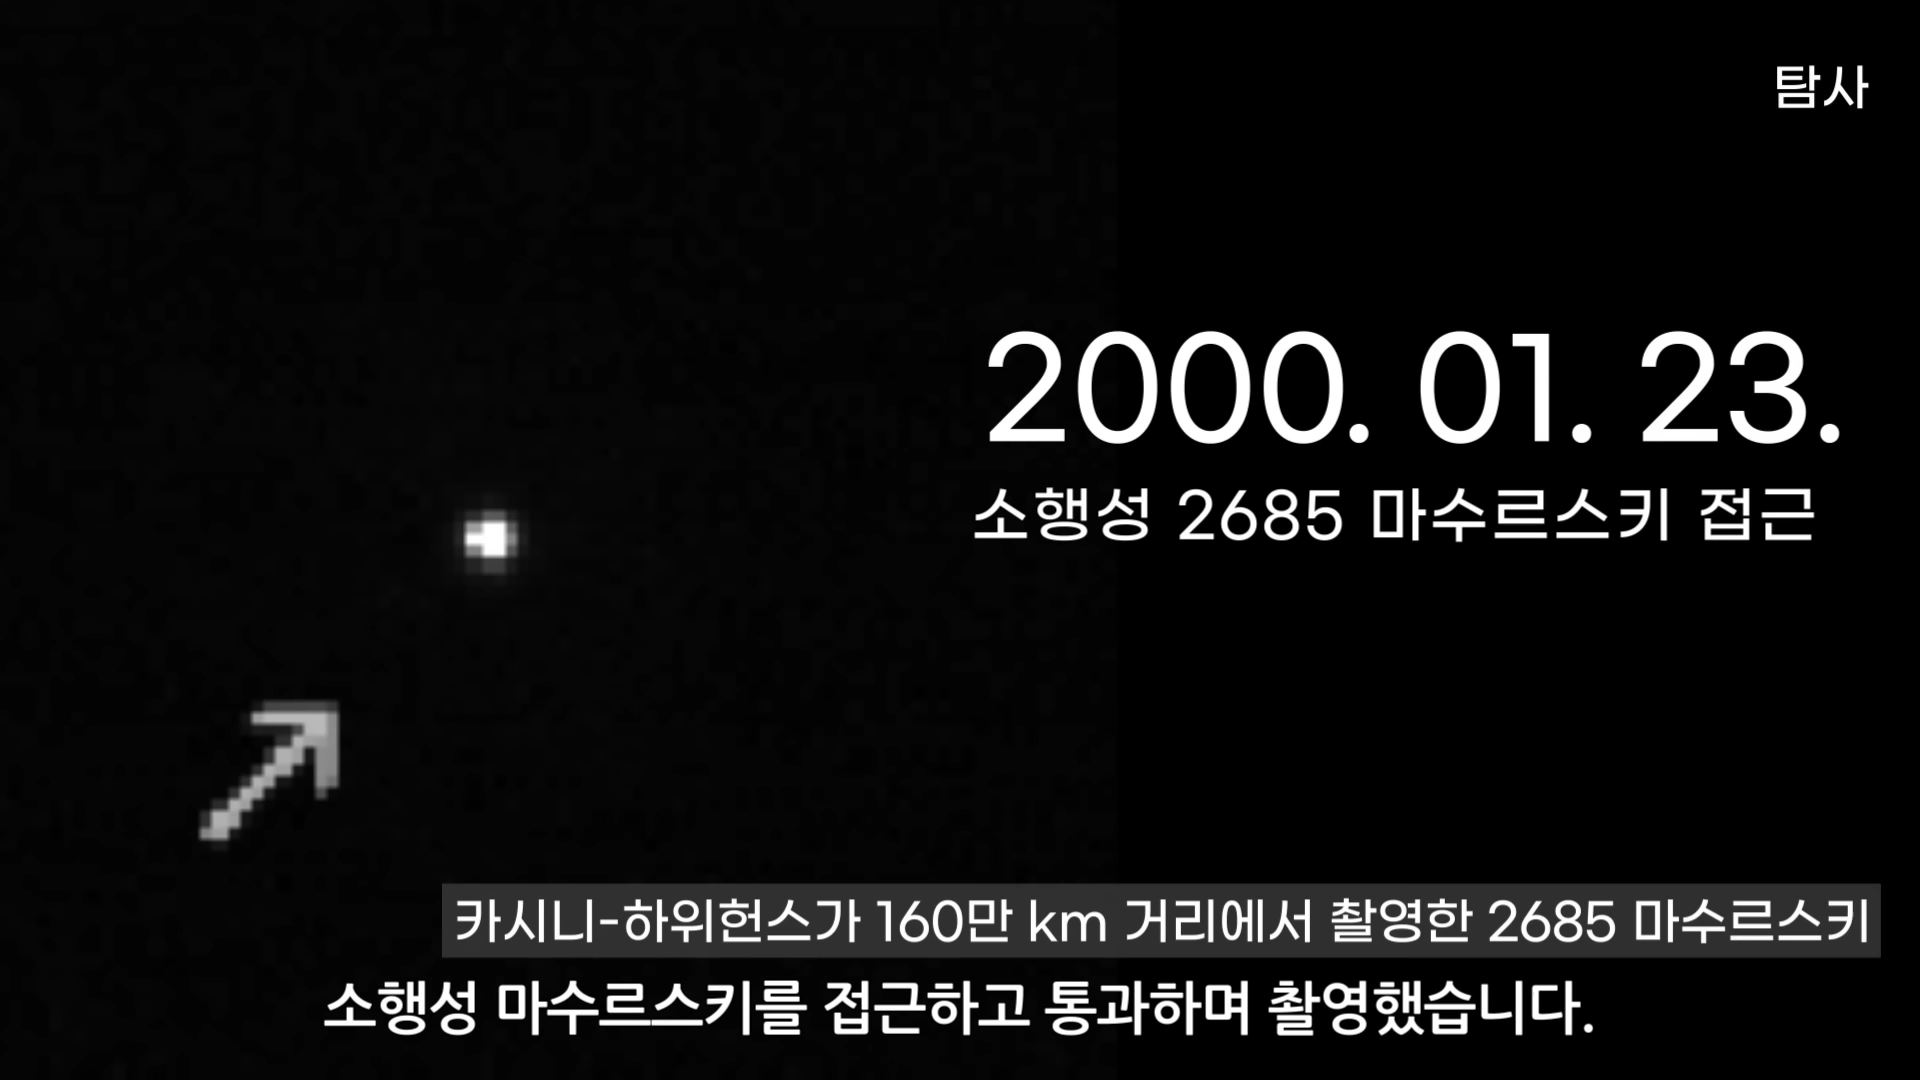 탐사
2000. 01. 23.
소행성 2685 마수르스키 접근
카시니-하위헌스가 160만 km 거리에서 촬영한 2685 마수르스키
소행성 마수르스키를 접근하고 통과하며 촬영했습니다.